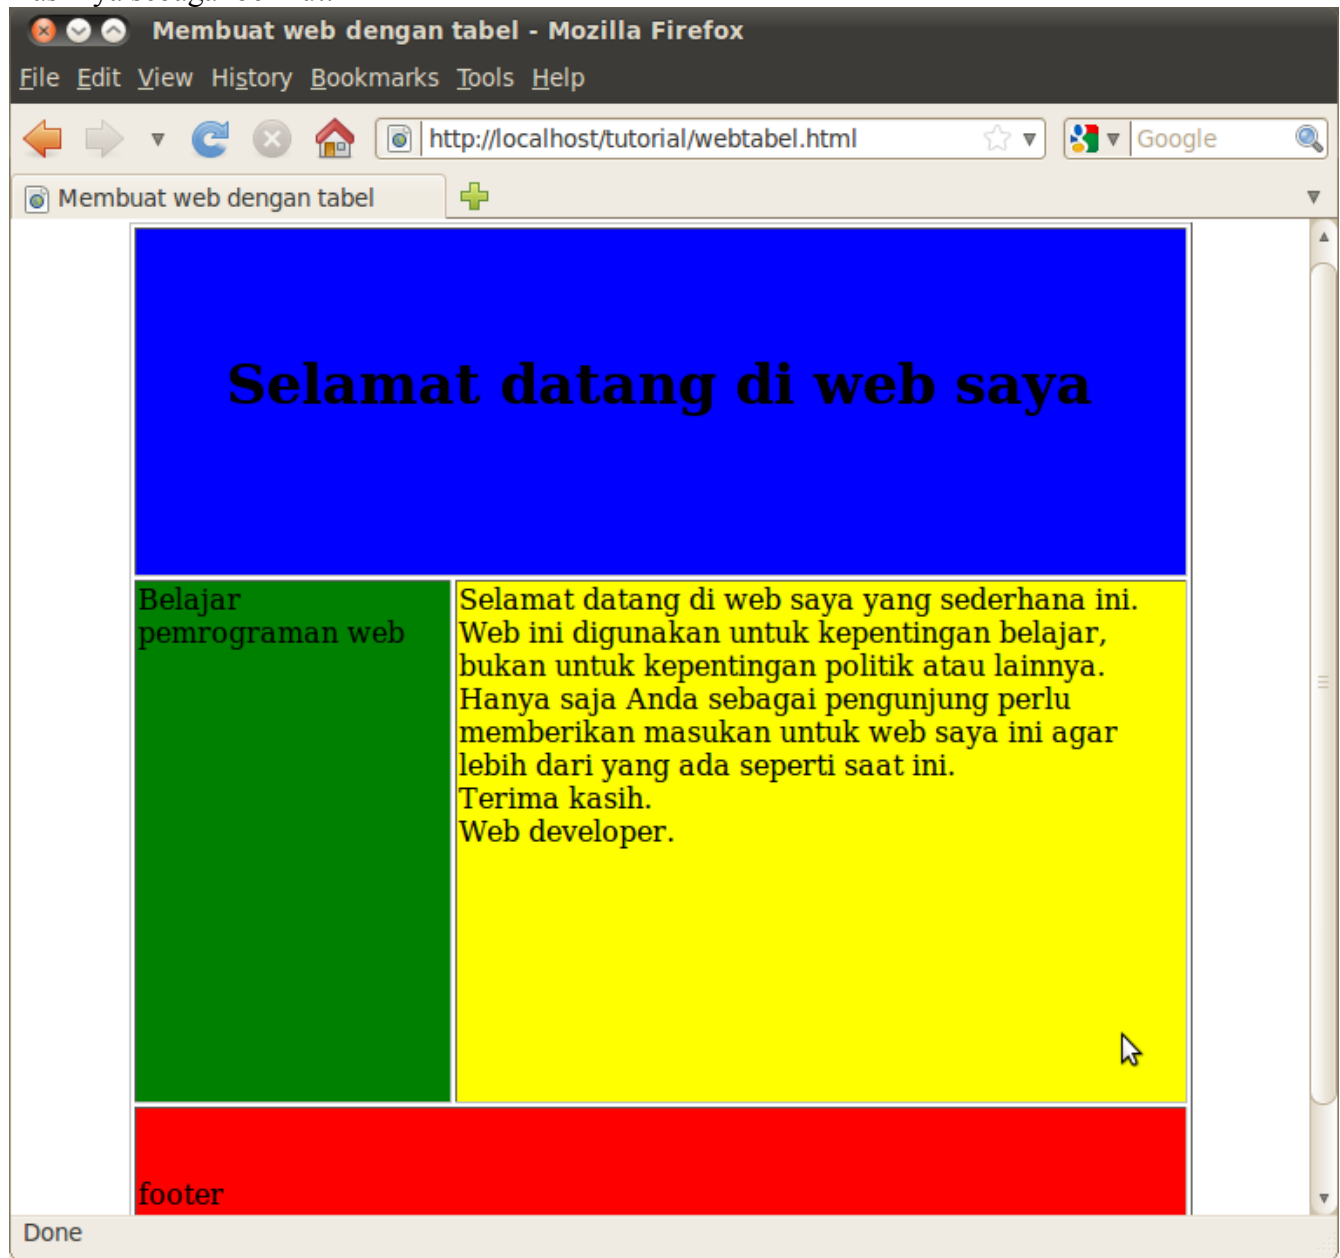 Membuat web dengan tabel - Mozilla Firefox
File Edit View History Bookmarks Tools Help
http://localhost/tutorial/webtabel.html Google
Membuat web dengan tabel
Selamat datang di web saya
Belajar
pemrograman web
Selamat datang di web saya yang sederhana ini.
Web ini digunakan untuk kepentingan belajar,
bukan untuk kepentingan politik atau lainnya.
Hanya saja Anda sebagai pengunjung perlu
memberikan masukan untuk web saya ini agar
lebih dari yang ada seperti saat ini.
Terima kasih.
Web developer.
footer
Done